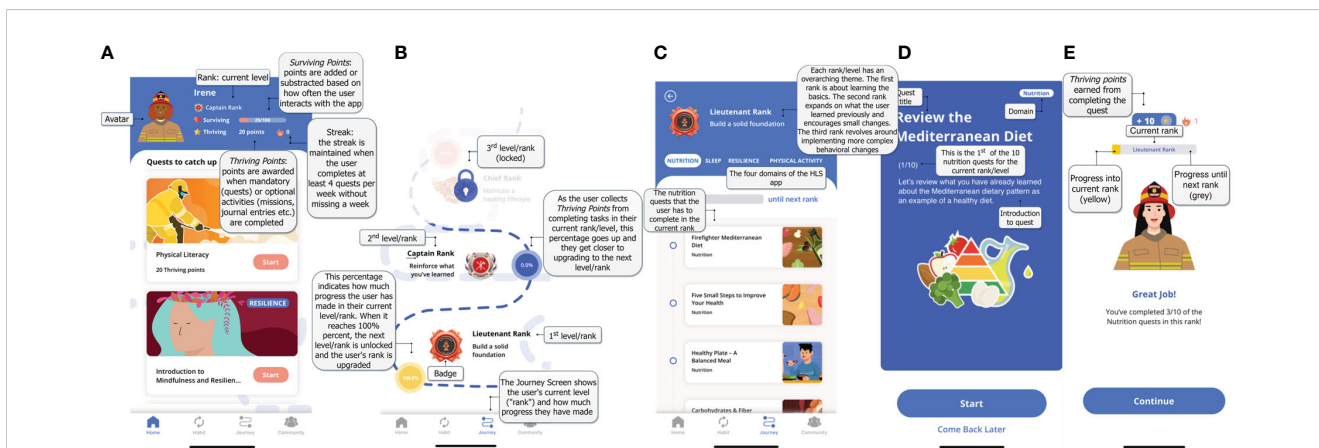 A
B
C
D
E
Rank: current level
Surviving Points:
points are added or
substracted based on
how often the user
interacts with the app
Avatar
Irene
Captain Rank
Surviving
20/100
Thriving
20 points
0
Streak:
the streak is
maintained when
the user
completes at
least 4 quests per
week without
missing a week
Quests to catch up
Thriving Points:
points are awarded
when mandatory
(quests) or optional
activities (missions,
journal entries etc.)
are completed
Physical Literacy
20 Thriving points
Start
RESILIENCE
Introduction to
Mindfulness and Resilien...
Start
Home
Habit
Journey
Community
3rd level/rank
(locked)
Chief Rank
Maintain a
healthy lifestyle
As the user collects
Thriving Points from
completing tasks in their
current rank/level, this
percentage goes up and
they get closer to
upgrading to the next
level/rank
2nd level/rank
Captain Rank
Reinforce what
you've learned
0.0%
This percentage
indicates how much
progress the user has
made in their current
level/rank. When it
reaches 100%
percent, the next
level/rank is unlocked
and the user's rank is
upgraded
Lieutenant Rank
Build a solid
foundation
1st level/rank
Badge
100.0%
The Journey Screen shows
the user's current level
("rank") and how much
progress they have made
Home
Habit
Journey
Community
Each rank/level has an
overarching theme. The first
rank is about learning the
basics. The second rank
expands on what the user
learned previously and
encourages small changes.
The third rank revolves around
implementing more complex
behavioral changes
Lieutenant Rank
Build a solid foundation
NUTRITION
SLEEP
RESILIENCE
PHYSICAL ACTIVITY
The four domains of the HLS
app
The nutrition
quests that the
user has to
complete in the
current rank
until next rank
Firefighter Mediterranean
Diet
Nutrition
Five Small Steps to Improve
Your Health
Nutrition
Healthy Plate – A
Balanced Meal
Nutrition
Carbohydrates & Fiber
Home
Habit
Journey
Community
Quest
title
Nutrition
Domain
Review the
Mediterranean Diet
(1/10)
This is the 1st of the 10
nutrition quests for the
current rank/level
Let's review what you have already learned
about the Mediterranean dietary pattern as
an example of a healthy diet.
Introduction
to quest
Start
Come Back Later
Thriving points
earned from
completing the
quest
+ 10
1
Current rank
Lieutenant Rank
Progress into
current rank
(yellow)
Progress until
next rank
(grey)
Great Job!
You've completed 3/10 of the
Nutrition quests in this rank!
Continue